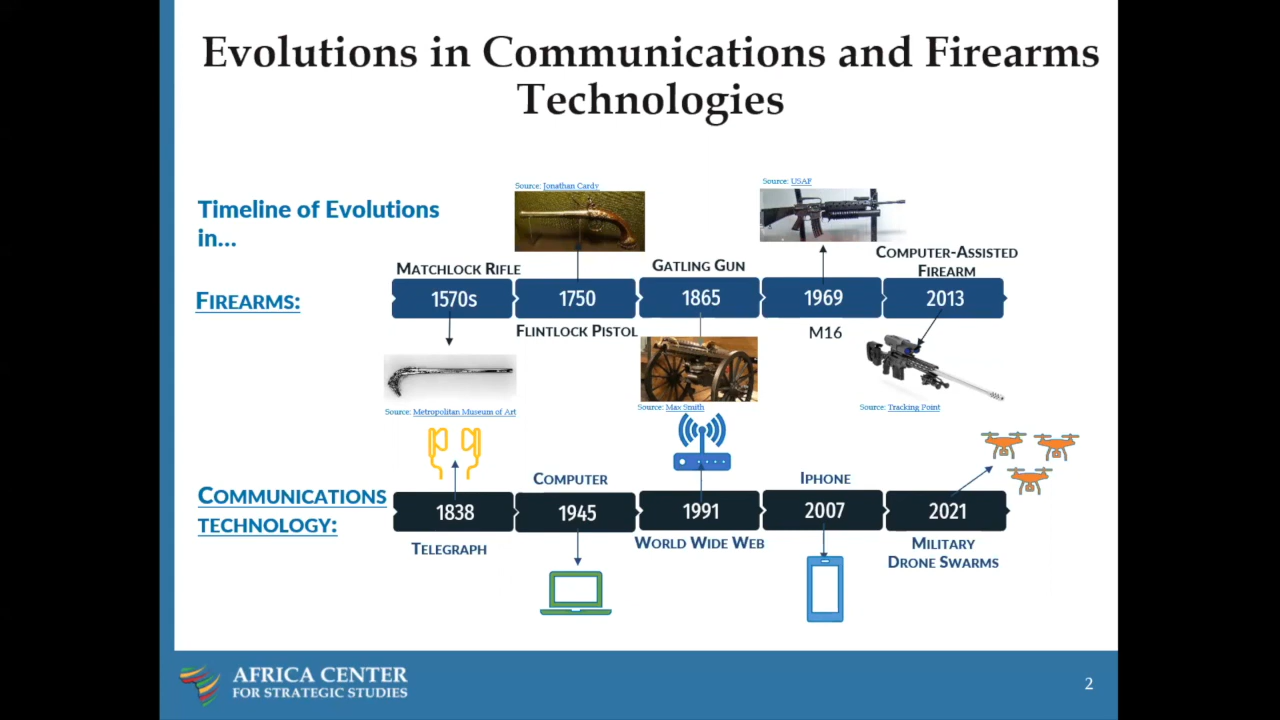 Evolutions in Communications and Firearms
Technologies
Timeline of Evolutions
in...
Source: Jonathan Cardy
Source: USAF
MATCHLOCK RIFLE
GATLING GUN
COMPUTER-ASSISTED
FIREARM
FIREARMS:
1570s
1750
1865
1969
2013
FLINTLOCK PISTOL
M16
Source: Metropolitan Museum of Art
Source: Max Smith
Source: Tracking Point
COMPUTER
IPHONE
COMMUNICATIONS
TECHNOLOGY:
1838
1945
1991
2007
2021
TELEGRAPH
WORLD WIDE WEB
MILITARY
DRONE SWARMS
AFRICA CENTER
FOR STRATEGIC STUDIES
2